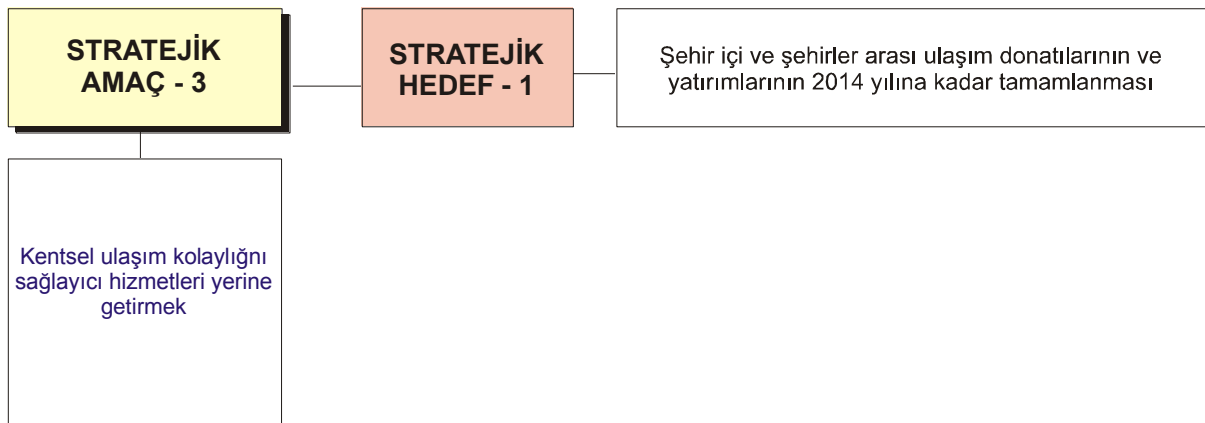 STRATEJİK
AMAÇ - 3
STRATEJİK
HEDEF - 1
Şehir içi ve şehirler arası ulaşım donatılarının ve
yatırımlarının 2014 yılına kadar tamamlanması
Kentsel ulaşım kolaylığnı
sağlayıcı hizmetleri yerine
getirmek